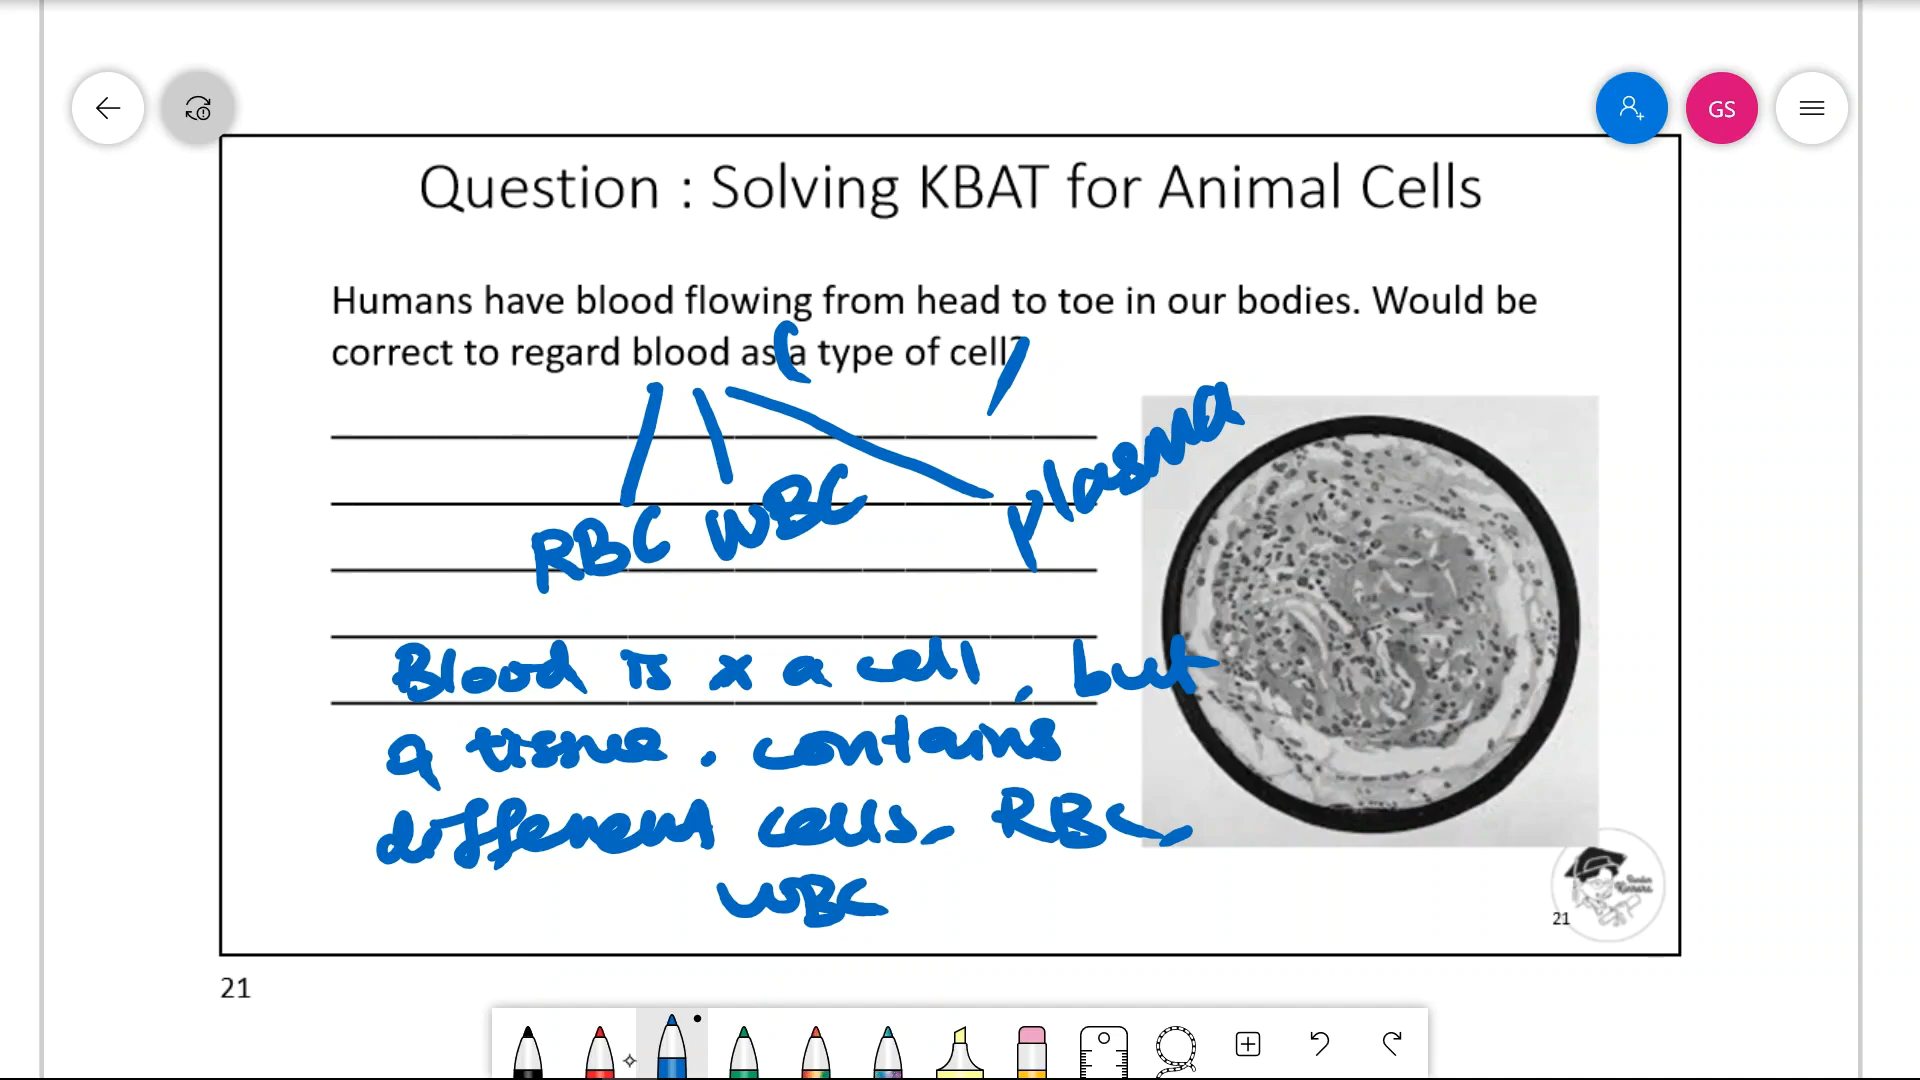 GS
Question : Solving KBAT for Animal Cells
Humans have blood flowing from head to toe in our bodies. Would be
correct to regard blood as a type of cell?
RBC WBC plasma
Blood is x a cell, but
a tissue. contains
different cells. RBC,
WBC
21
21